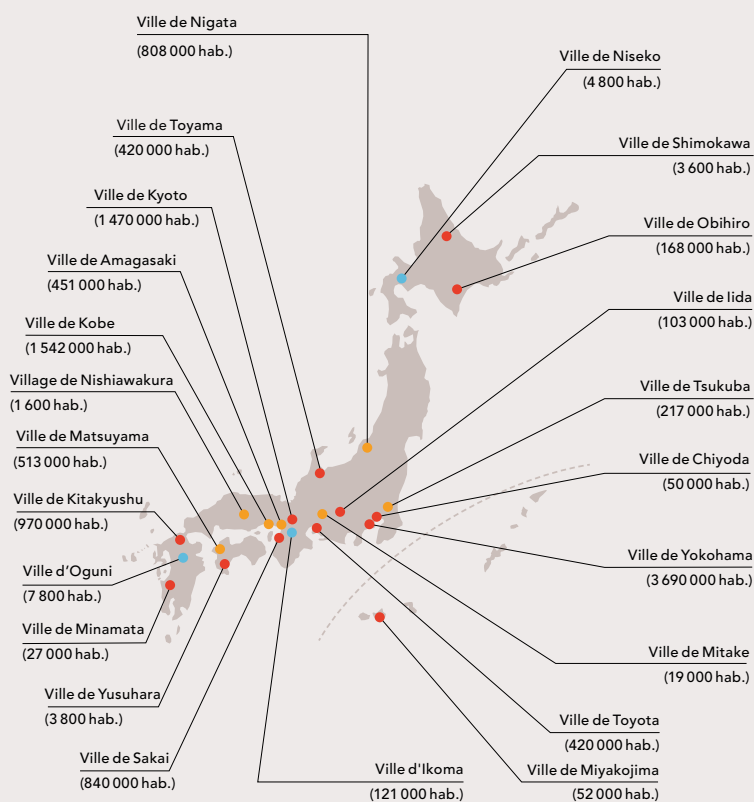 Ville de Nigata
(808 000 hab.)
Ville de Niseko
(4 800 hab.)
Ville de Toyama
(420 000 hab.)
Ville de Shimokawa
(3 600 hab.)
Ville de Kyoto
(1 470 000 hab.)
Ville de Obihiro
(168 000 hab.)
Ville de Amagasaki
(451 000 hab.)
Ville de Iida
(103 000 hab.)
Ville de Kobe
(1 542 000 hab.)
Village de Nishiawakura
(1 600 hab.)
Ville de Tsukuba
(217 000 hab.)
Ville de Matsuyama
(513 000 hab.)
Ville de Chiyoda
(50 000 hab.)
Ville de Kitakyushu
(970 000 hab.)
Ville de Yokohama
(3 690 000 hab.)
Ville d’Oguni
(7 800 hab.)
Ville de Minamata
(27 000 hab.)
Ville de Mitake
(19 000 hab.)
Ville de Yusuhara
(3 800 hab.)
Ville de Toyota
(420 000 hab.)
Ville de Sakai
(840 000 hab.)
Ville d'Ikoma
(121 000 hab.)
Ville de Miyakojima
(52 000 hab.)